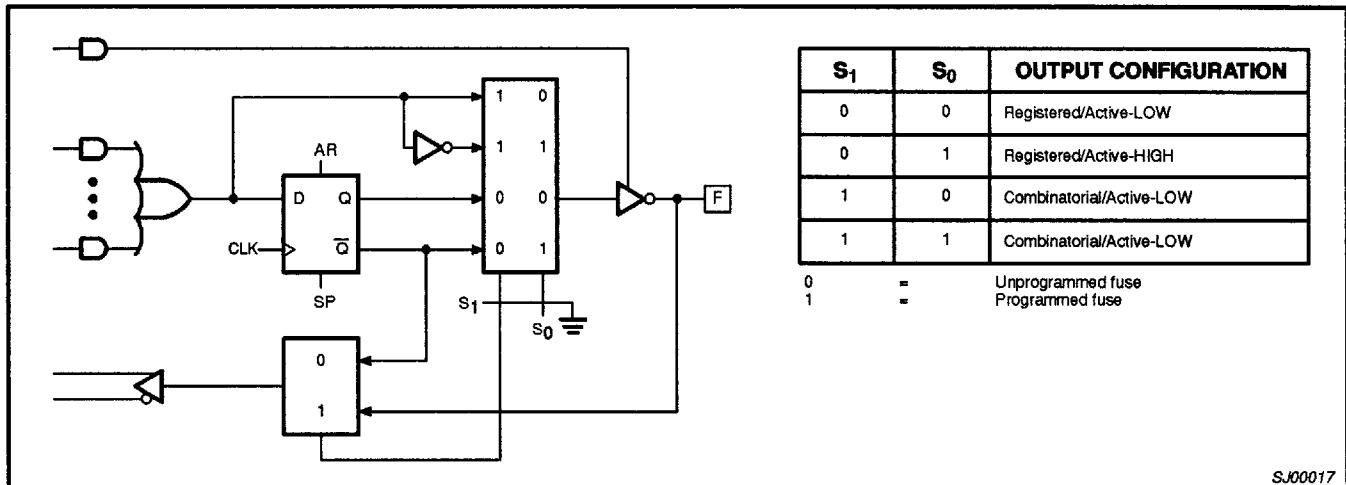 AR
D Q
CLK Q
SP
1 0
1 1
0 0
0 1
F
S1
S0
0
1
S1 S0 OUTPUT CONFIGURATION
0 0 Registered/Active-LOW
0 1 Registered/Active-HIGH
1 0 Combinatorial/Active-LOW
1 1 Combinatorial/Active-LOW
0 = Unprogrammed fuse
1 = Programmed fuse
SJ00017